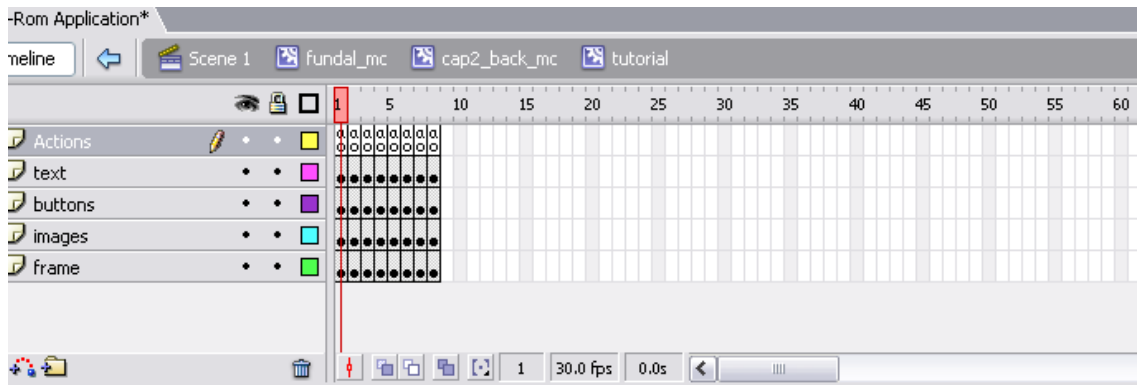 -Rom Application*
meline Scene 1 fundal_mc cap2_back_mc tutorial
1 5 10 15 20 25 30 35 40 45 50 55 60
Actions a a a a a a a a
text
buttons
images
frame
1 30.0 fps 0.0s